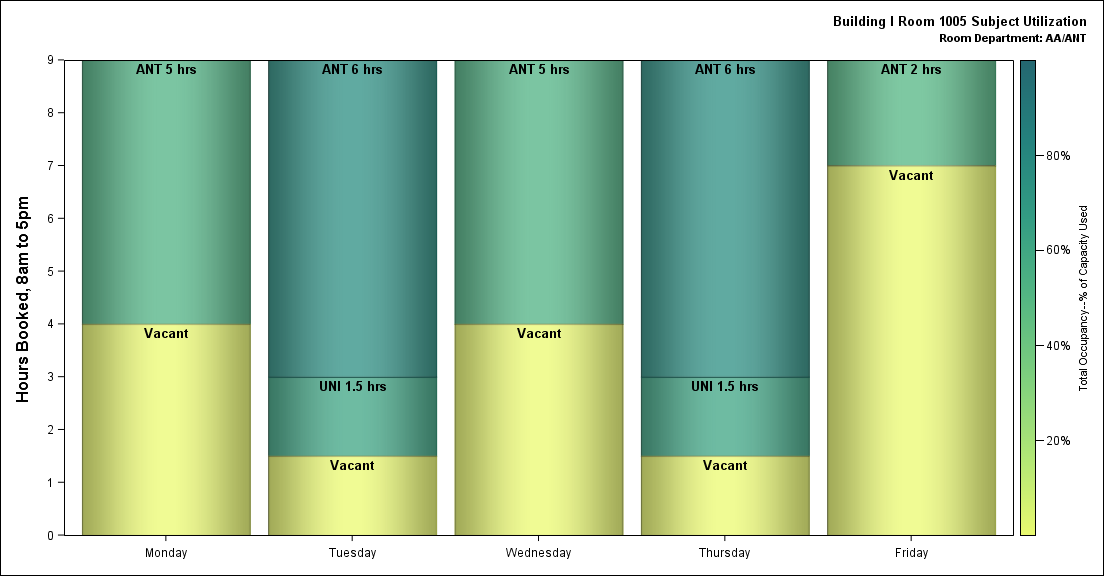 Building I Room 1005 Subject Utilization
Room Department: AA/ANT
Hours Booked, 8am to 5pm
9
8
7
6
5
4
3
2
1
0
ANT 5 hrs
Vacant
ANT 6 hrs
UNI 1.5 hrs
Vacant
ANT 5 hrs
Vacant
ANT 6 hrs
UNI 1.5 hrs
Vacant
ANT 2 hrs
Vacant
Monday
Tuesday
Wednesday
Thursday
Friday
80%
60%
40%
20%
Total Occupancy--% of Capacity Used